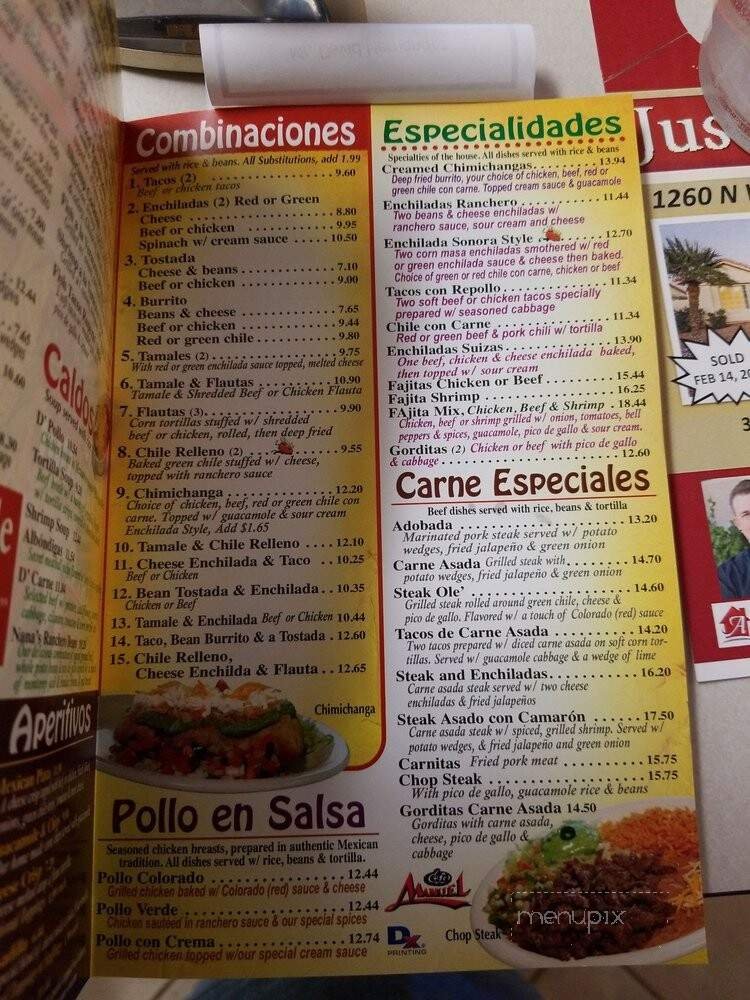 Combinaciones
Served with rice & beans. All Substitutions, add 1.99
1. Tacos (2) 9.60
Beef or chicken tacos
2. Enchiladas (2) Red or Green
Cheese 8.80
Beef or chicken 9.95
Spinach w/ cream sauce 10.50
3. Tostada
Cheese & beans 7.10
Beef or chicken 9.00
4. Burrito
Beans & cheese 7.65
Beef or chicken 9.44
Red or green chile 9.80
5. Tamales (2) 9.75
With red or green enchilada sauce topped, melted cheese
6. Tamale & Flautas 10.90
Tamale & Shredded Beef or Chicken Flauta
7. Flautas (3) 9.90
Corn tortillas stuffed w/ shredded
beef or chicken, rolled, then deep fried
8. Chile Relleno (2) 9.55
Baked green chile stuffed w/ cheese,
topped with ranchero sauce
9. Chimichanga 12.20
Choice of chicken, beef, red or green chile con
carne. Topped w/ guacamole & sour cream
Enchilada Style, Add $1.65
10. Tamale & Chile Relleno 12.10
11. Cheese Enchilada & Taco 10.25
Beef or Chicken
12. Bean Tostada & Enchilada 10.35
Chicken or Beef
13. Tamale & Enchilada Beef or Chicken 10.44
14. Taco, Bean Burrito & a Tostada 12.60
15. Chile Relleno,
Cheese Enchilda & Flauta 12.65
Chimichanga
Pollo en Salsa
Seasoned chicken breasts, prepared in authentic Mexican
tradition. All dishes served w/ rice, beans & tortilla.
Pollo Colorado 12.44
Grilled chicken baked w/ Colorado (red) sauce & cheese
Pollo Verde 12.44
Chicken sauteed in ranchero sauce & our special spices
Pollo con Crema 12.74
Grilled chicken topped w/our special cream sauce
Especialidades
Specialties of the house. All dishes served w/ rice & beans
Creamed Chimichangas 13.94
Deep fried burrito, your choice of chicken, beef, red or
green chile con carne. Topped cream sauce & guacamole
Enchiladas Ranchero 11.44
Two beans & cheese enchiladas w/
ranchero sauce, sour cream and cheese
Enchilada Sonora Style 12.70
Two corn masa enchiladas smothered w/ red
or green enchilada sauce & cheese then baked.
Choice of green or red chile con carne, chicken or beef
Tacos con Repollo 11.34
Two soft beef or chicken tacos specially
prepared w/ seasoned cabbage
Chile con Carne 11.34
Red or green beef & pork chili w/ tortilla
Enchiladas Suizas 13.90
One beef, chicken & cheese enchilada baked,
then topped w/ sour cream
Fajitas Chicken or Beef 15.44
Fajita Shrimp 16.25
FAjita Mix, Chicken, Beef & Shrimp 18.44
Chicken, beef or shrimp grilled w/ onion, tomatoes, bell
peppers & spices, guacamole, pico de gallo & sour cream.
Gorditas (2) Chicken or beef with pico de gallo
& cabbage 12.60
Carne Especiales
Beef dishes served with rice, beans & tortilla
Adobada 13.20
Marinated pork steak served w/ potato
wedges, fried jalapeño & green onion
Carne Asada Grilled steak with 14.70
potato wedges, fried jalapeño & green onion
Steak Ole' 14.60
Grilled steak rolled around green chile, cheese &
pico de gallo. Flavored w/ a touch of Colorado (red) sauce
Tacos de Carne Asada 14.20
Two tacos prepared w/ diced carne asada on soft corn tor-
tillas. Served w/ guacamole cabbage & a wedge of lime
Steak and Enchiladas 16.20
Carne asada steak served w/ two cheese
enchiladas & fried jalapeños
Steak Asado con Camarón 17.50
Carne asada steak w/ spiced, grilled shrimp. Served w/
potato wedges, & fried jalapeño and green onion
Carnitas Fried pork meat 15.75
Chop Steak 15.75
With pico de gallo, guacamole rice & beans
Gorditas Carne Asada 14.50
Gorditas with carne asada,
cheese, pico de gallo &
cabbage
Café
Manuel
DX
PRINTING
Chop Steak
menupix
Caldos
D' Pollo
Tortilla Soup
Shrimp Soup
Albóndigas
D' Carne
Nana's Ranchero Beans
Aperitivos
Jus
1260 N
SOLD
FEB 14, 20